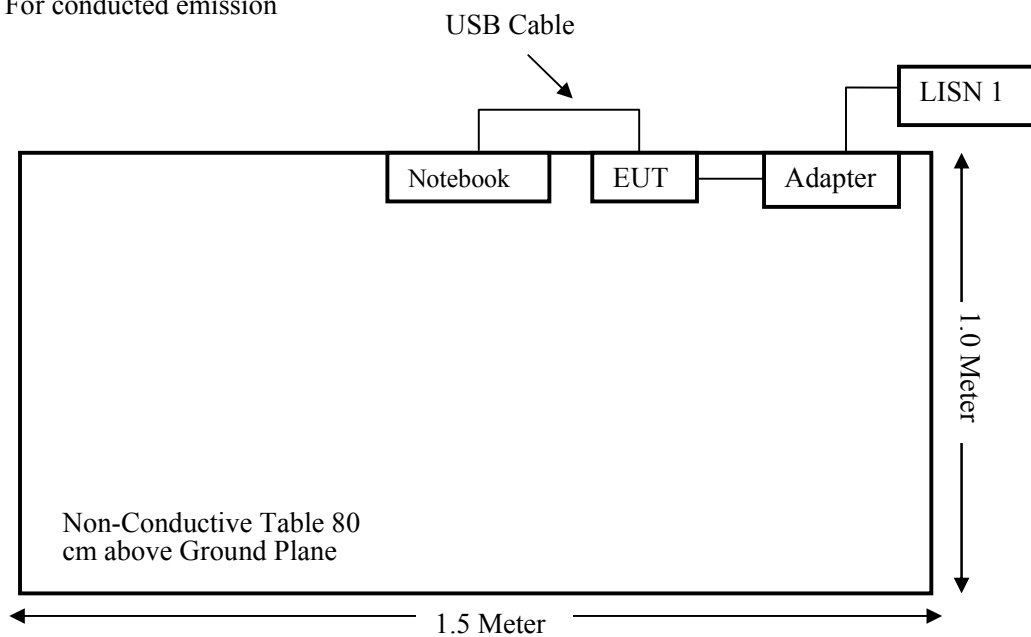 For conducted emission
USB Cable
LISN 1
Notebook
EUT
Adapter
1.0 Meter
Non-Conductive Table 80
cm above Ground Plane
1.5 Meter